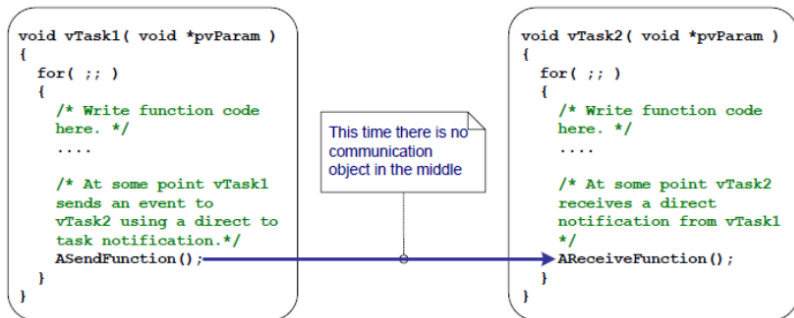 void vTask1( void *pvParam )
{
for( ;; )
{
/* Write function code
here. */
....
/* At some point vTask1
sends an event to
vTask2 using a direct to
task notification.*/
ASendFunction();
}
}
This time there is no
communication
object in the middle
void vTask2( void *pvParam )
{
for( ;; )
{
/* Write function code
here. */
....
/* At some point vTask2
receives a direct
notification from vTask1
*/
AReceiveFunction();
}
}